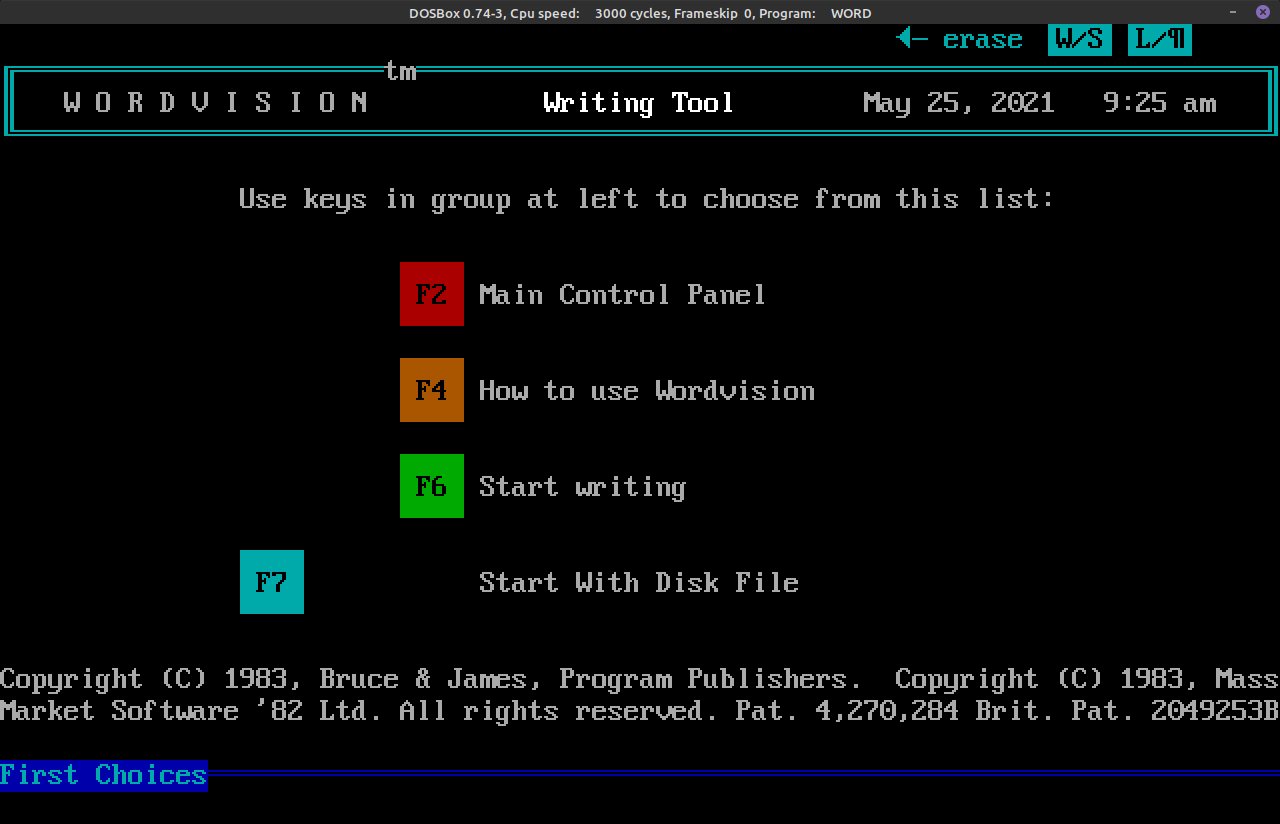 DOSBox 0.74-3, Cpu speed: 3000 cycles, Frameskip 0, Program: WORD
← erase W/S L/¶
tm
W O R D V I S I O N Writing Tool May 25, 2021 9:25 am
Use keys in group at left to choose from this list:
F2 Main Control Panel
F4 How to use Wordvision
F6 Start writing
F7 Start With Disk File
Copyright (C) 1983, Bruce & James, Program Publishers. Copyright (C) 1983, Mass
Market Software '82 Ltd. All rights reserved. Pat. 4,270,284 Brit. Pat. 2049253B
First Choices